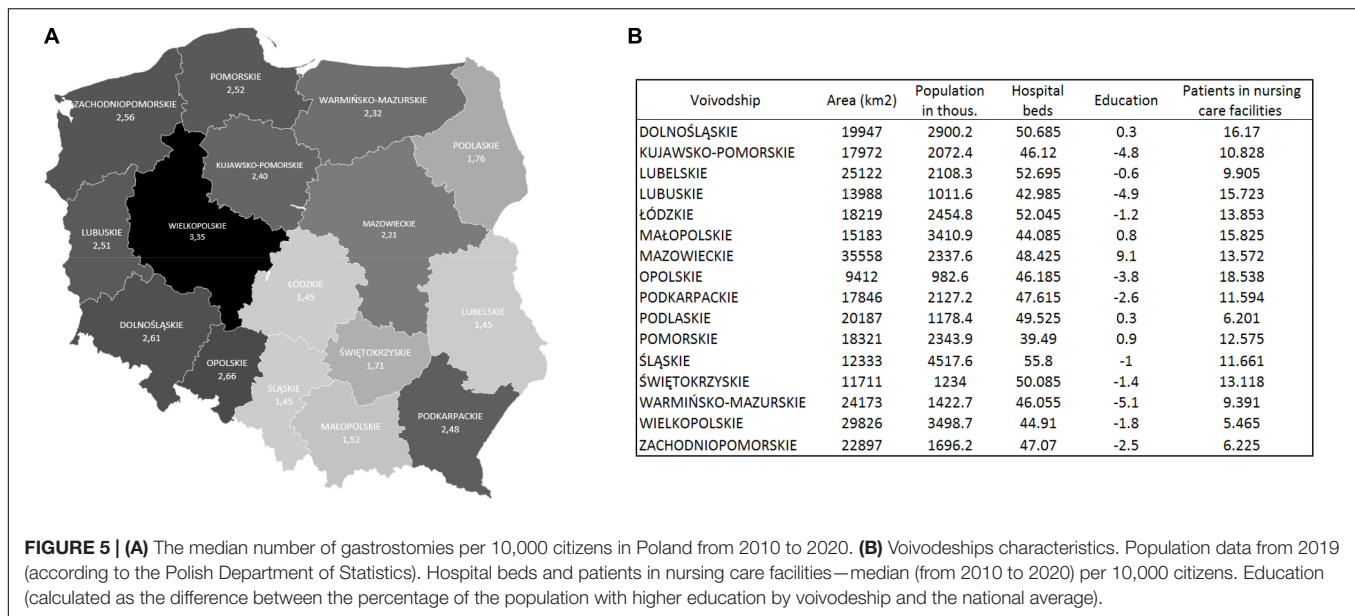 A
POMORSKIE
2,52
ZACHODNIOPOMORSKIE
2,56
WARMIŃSKO-MAZURSKIE
2,32
PODLASKIE
1,76
KUJAWSKO-POMORSKIE
2,40
WIELKOPOLSKIE
3,35
MAZOWIECKIE
2,21
LUBUSKIE
2,51
ŁÓDZKIE
1,45
LUBELSKIE
1,45
DOLNOŚLĄSKIE
2,61
OPOLSKIE
2,66
ŚWIĘTOKRZYSKIE
1,71
ŚLĄSKIE
1,45
MAŁOPOLSKIE
1,52
PODKARPACKIE
2,48
B
Voivodship Area (km2) Population in thous. Hospital beds Education Patients in nursing care facilities
DOLNOŚLĄSKIE 19947 2900.2 50.685 0.3 16.17
KUJAWSKO-POMORSKIE 17972 2072.4 46.12 -4.8 10.828
LUBELSKIE 25122 2108.3 52.695 -0.6 9.905
LUBUSKIE 13988 1011.6 42.985 -4.9 15.723
ŁÓDZKIE 18219 2454.8 52.045 -1.2 13.853
MAŁOPOLSKIE 15183 3410.9 44.085 0.8 15.825
MAZOWIECKIE 35558 2337.6 48.425 9.1 13.572
OPOLSKIE 9412 982.6 46.185 -3.8 18.538
PODKARPACKIE 17846 2127.2 47.615 -2.6 11.594
PODLASKIE 20187 1178.4 49.525 0.3 6.201
POMORSKIE 18321 2343.9 39.49 0.9 12.575
ŚLĄSKIE 12333 4517.6 55.8 -1 11.661
ŚWIĘTOKRZYSKIE 11711 1234 50.085 -1.4 13.118
WARMIŃSKO-MAZURSKIE 24173 1422.7 46.055 -5.1 9.391
WIELKOPOLSKIE 29826 3498.7 44.91 -1.8 5.465
ZACHODNIOPOMORSKIE 22897 1696.2 47.07 -2.5 6.225
FIGURE 5 | (A) The median number of gastrostomies per 10,000 citizens in Poland from 2010 to 2020. (B) Voivodeships characteristics. Population data from 2019
(according to the Polish Department of Statistics). Hospital beds and patients in nursing care facilities—median (from 2010 to 2020) per 10,000 citizens. Education
(calculated as the difference between the percentage of the population with higher education by voivodeship and the national average).